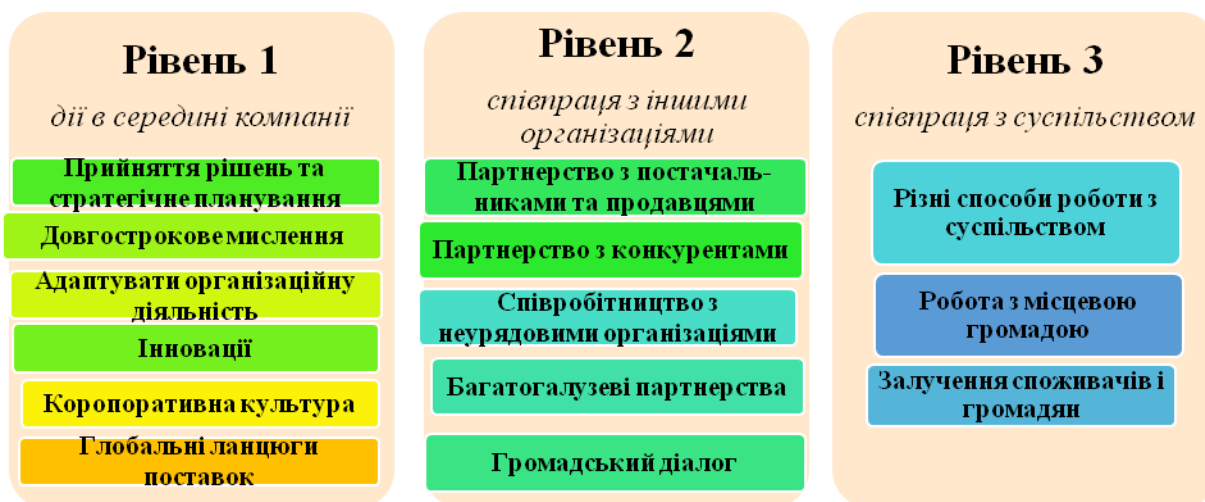 Рівень 1
дії в середині компанії
Прийняття рішень та
стратегічне планування
Довгострокове мислення
Адаптувати організаційну
діяльність
Інновації
Коропоративна культура
Глобальні ланцюги
поставок
Рівень 2
співпраця з іншими
організаціями
Партнерство з постачаль-
никами та продавцями
Партнерство з конкурентами
Співробітництво з
неурядовими організаціями
Багатогалузеві партнерства
Громадський діалог
Рівень 3
співпраця з суспільством
Різні способи роботи з
суспільством
Робота з місцевою
громадою
Залучення споживачів і
громадян